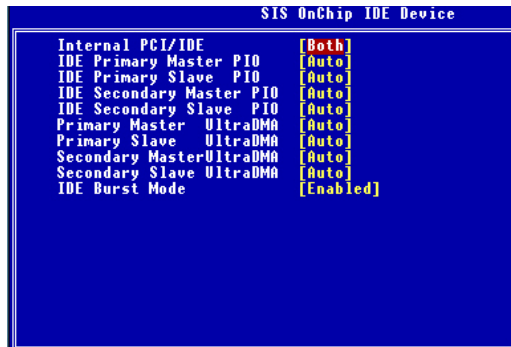 SIS OnChip IDE Device
Internal PCI/IDE [Both]
IDE Primary Master PIO [Auto]
IDE Primary Slave PIO [Auto]
IDE Secondary Master PIO [Auto]
IDE Secondary Slave PIO [Auto]
Primary Master UltraDMA [Auto]
Primary Slave UltraDMA [Auto]
Secondary MasterUltraDMA [Auto]
Secondary Slave UltraDMA [Auto]
IDE Burst Mode [Enabled]